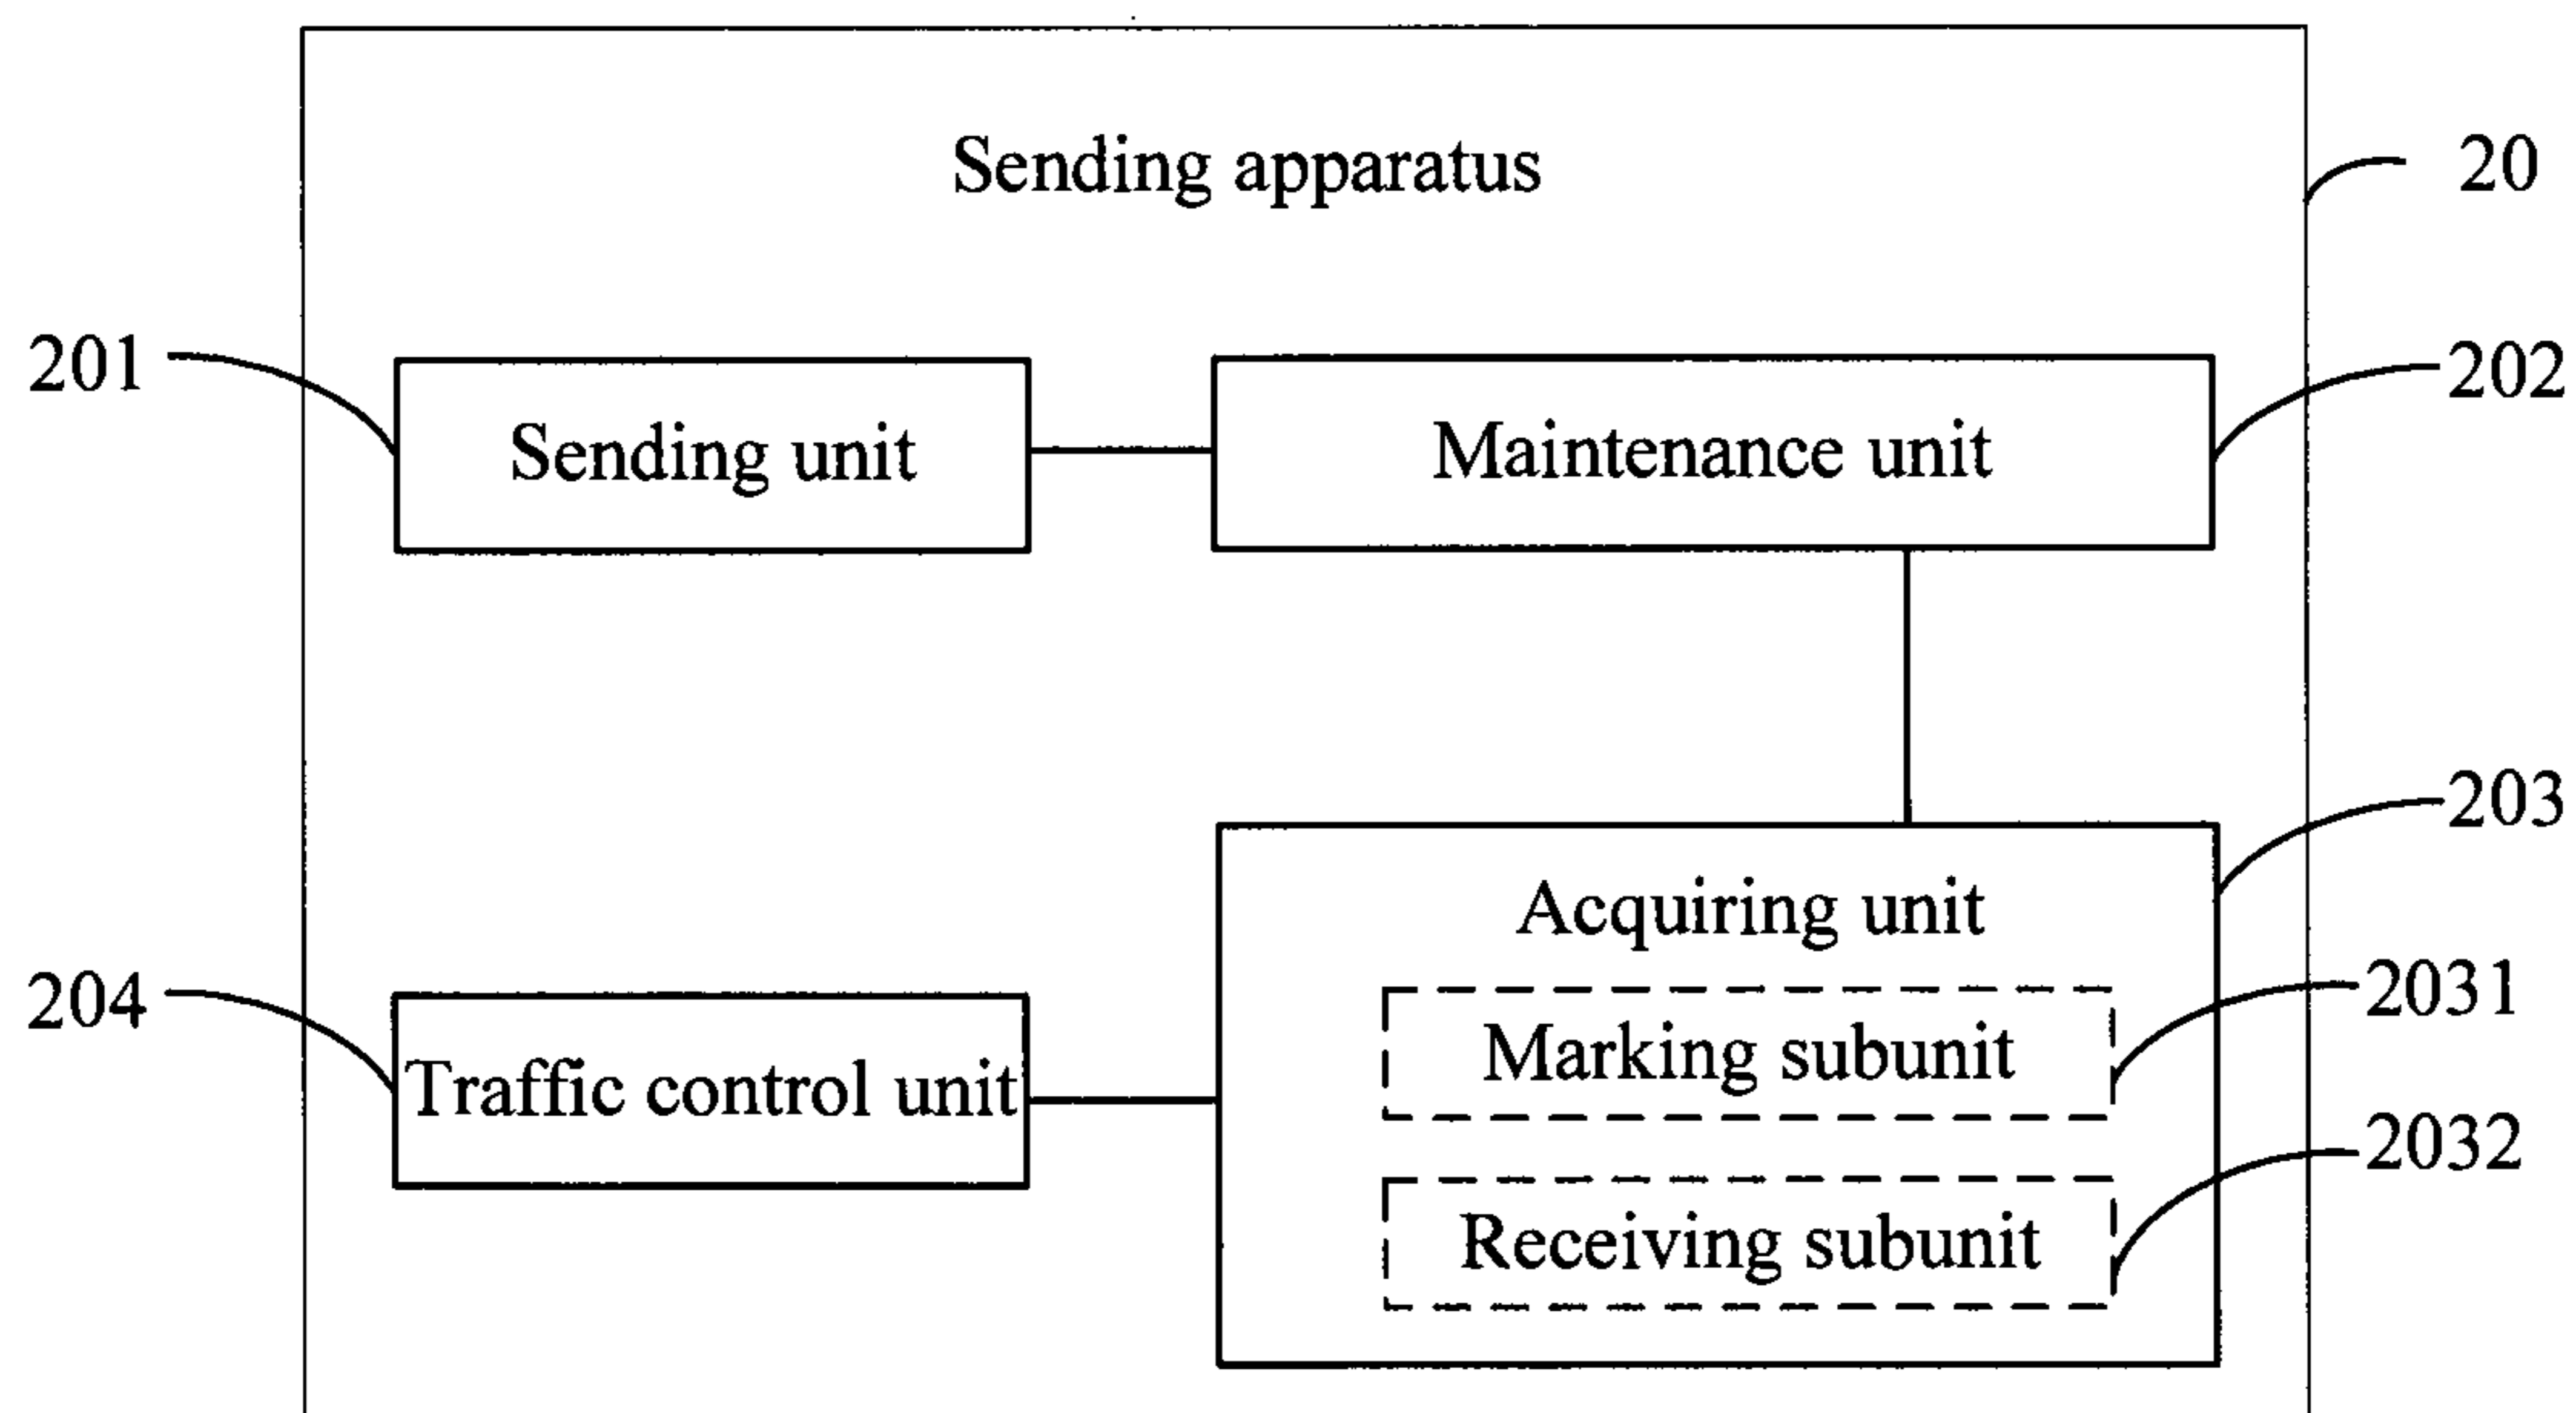 Sending apparatus
20
201
Sending unit
Maintenance unit
202
203
Acquiring unit
204
Traffic control unit
Marking subunit
2031
Receiving subunit
2032